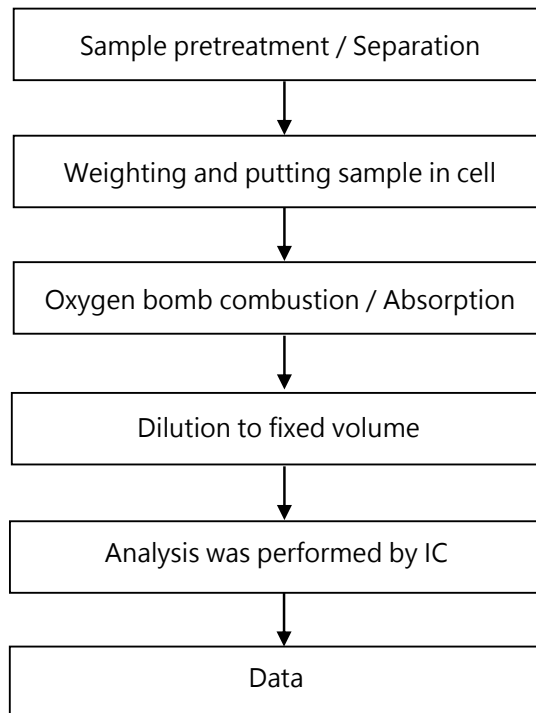 Sample pretreatment / Separation
Weighting and putting sample in cell
Oxygen bomb combustion / Absorption
Dilution to fixed volume
Analysis was performed by IC
Data